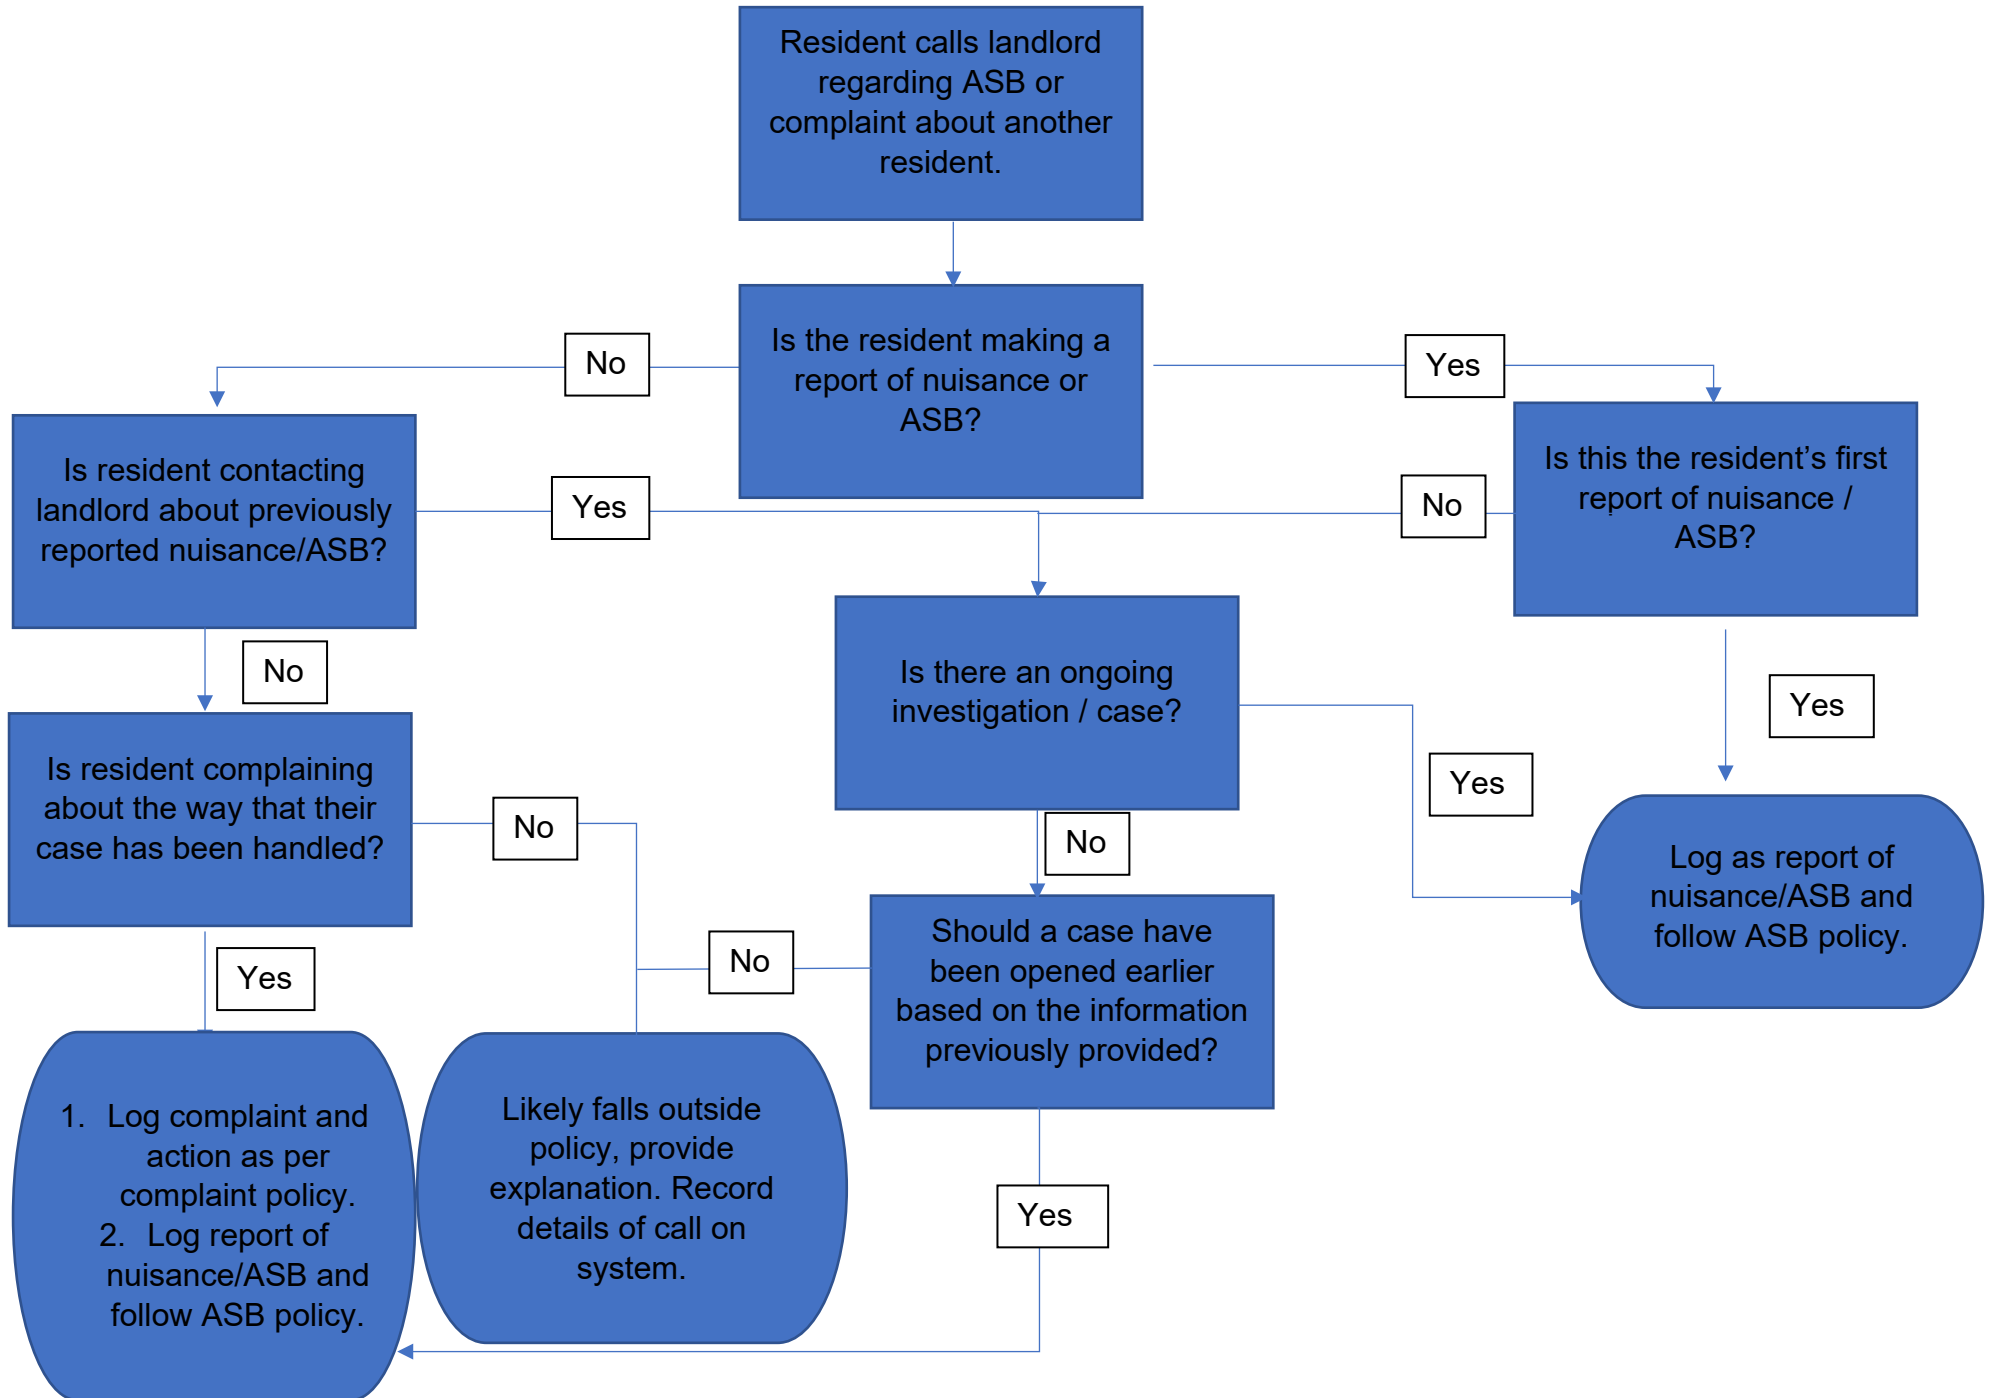 Resident calls landlord
regarding ASB or
complaint about another
resident.
Is the resident making a
report of nuisance or
ASB?
No
Yes
Is resident contacting
landlord about previously
reported nuisance/ASB?
Yes
No
Is this the resident’s first
report of nuisance /
ASB?
No
Is there an ongoing
investigation / case?
Yes
Yes
Is resident complaining
about the way that their
case has been handled?
No
No
Log as report of
nuisance/ASB and
follow ASB policy.
Should a case have
been opened earlier
based on the information
previously provided?
No
Yes
1. Log complaint and
action as per
complaint policy.
2. Log report of
nuisance/ASB and
follow ASB policy.
Likely falls outside
policy, provide
explanation. Record
details of call on
system.
Yes